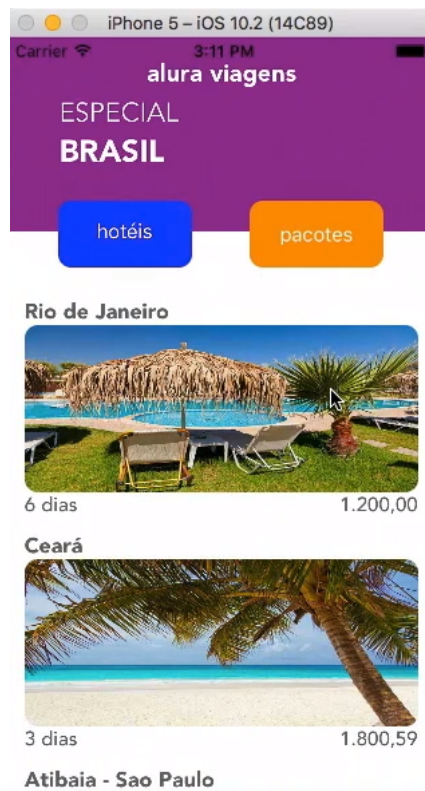 iPhone 5 – iOS 10.2 (14C89)
Carrier 3:11 PM
alura viagens
ESPECIAL
BRASIL
hotéis pacotes
Rio de Janeiro
6 dias 1.200,00
Ceará
3 dias 1.800,59
Atibaia - Sao Paulo